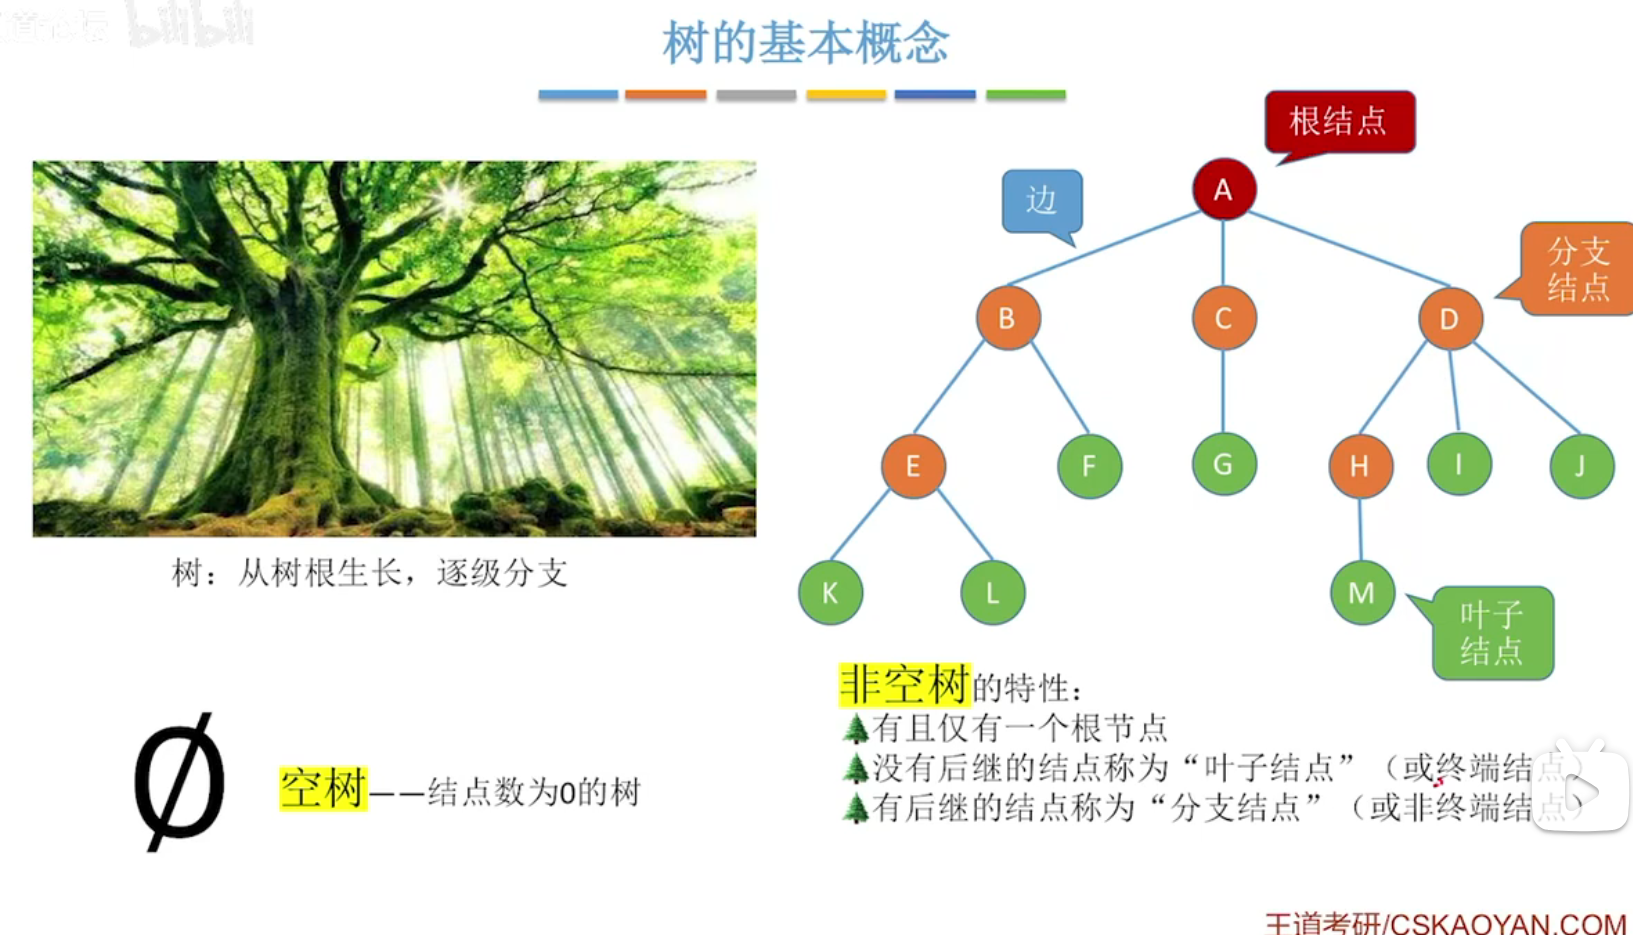 bilibili
树的基本概念
根结点
边
A
分支
结点
B
C
D
E
F
G
H
I
J
K
L
M
叶子
结点
树：从树根生长，逐级分支
Ø
空树——结点数为0的树
非空树的特性：
🌲有且仅有一个根节点
🌲没有后继的结点称为“叶子结点”（或终端结点
🌲有后继的结点称为“分支结点”（或非终端结点）
王道考研/CSKAOYAN.COM